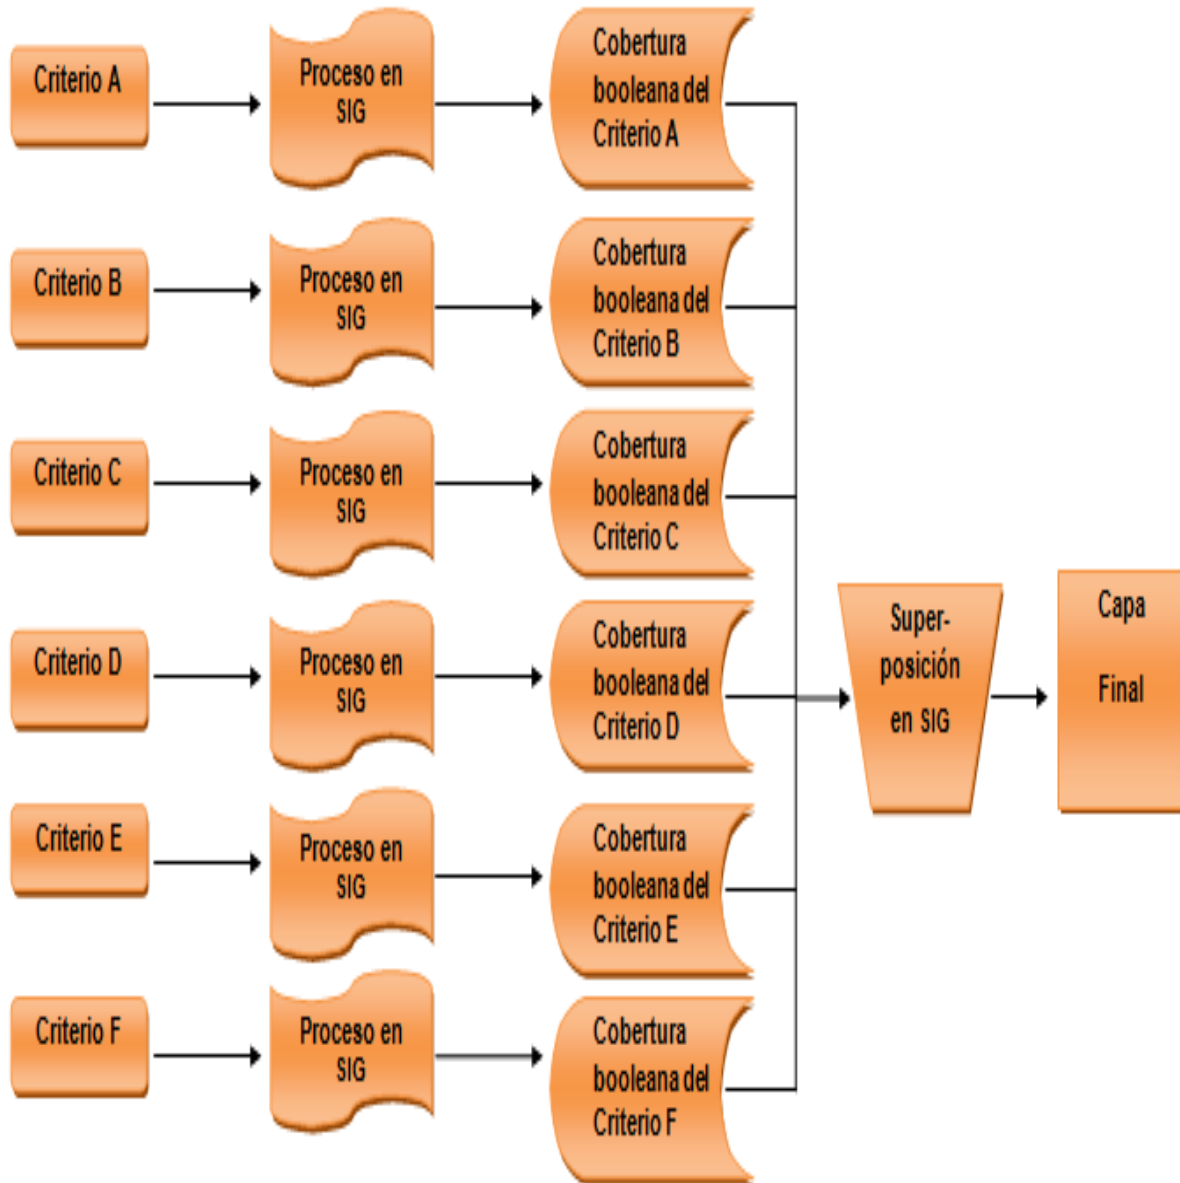 Criterio A
Proceso en
SIG
Cobertura
booleana del
Criterio A
Criterio B
Proceso en
SIG
Cobertura
booleana del
Criterio B
Criterio C
Proceso en
SIG
Cobertura
booleana del
Criterio C
Criterio D
Proceso en
SIG
Cobertura
booleana del
Criterio D
Super-
posición
en SIG
Capa
Final
Criterio E
Proceso en
SIG
Cobertura
booleana del
Criterio E
Criterio F
Proceso en
SIG
Cobertura
booleana del
Criterio F